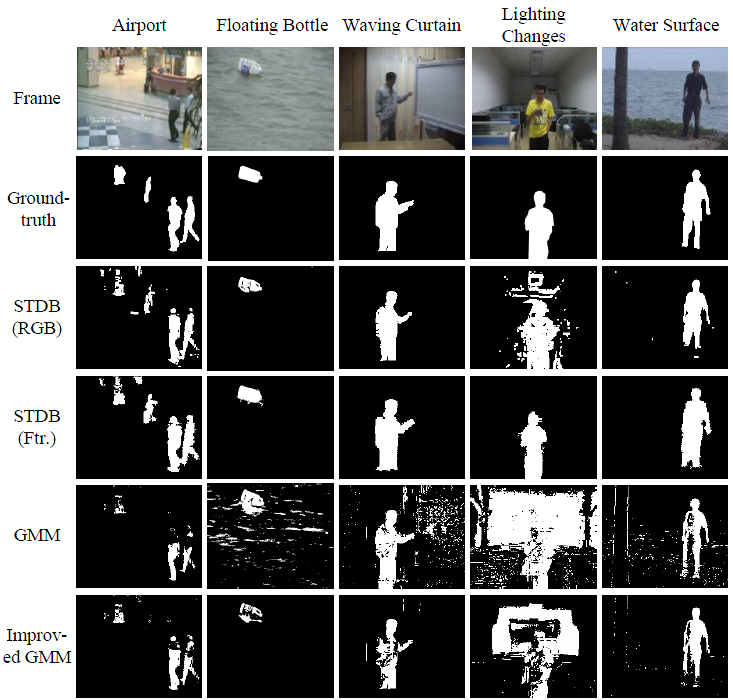 Airport
Floating Bottle
Waving Curtain
Lighting
Changes
Water Surface
Frame
Ground-
truth
STDB
(RGB)
STDB
(Ftr.)
GMM
Improv-
ed GMM